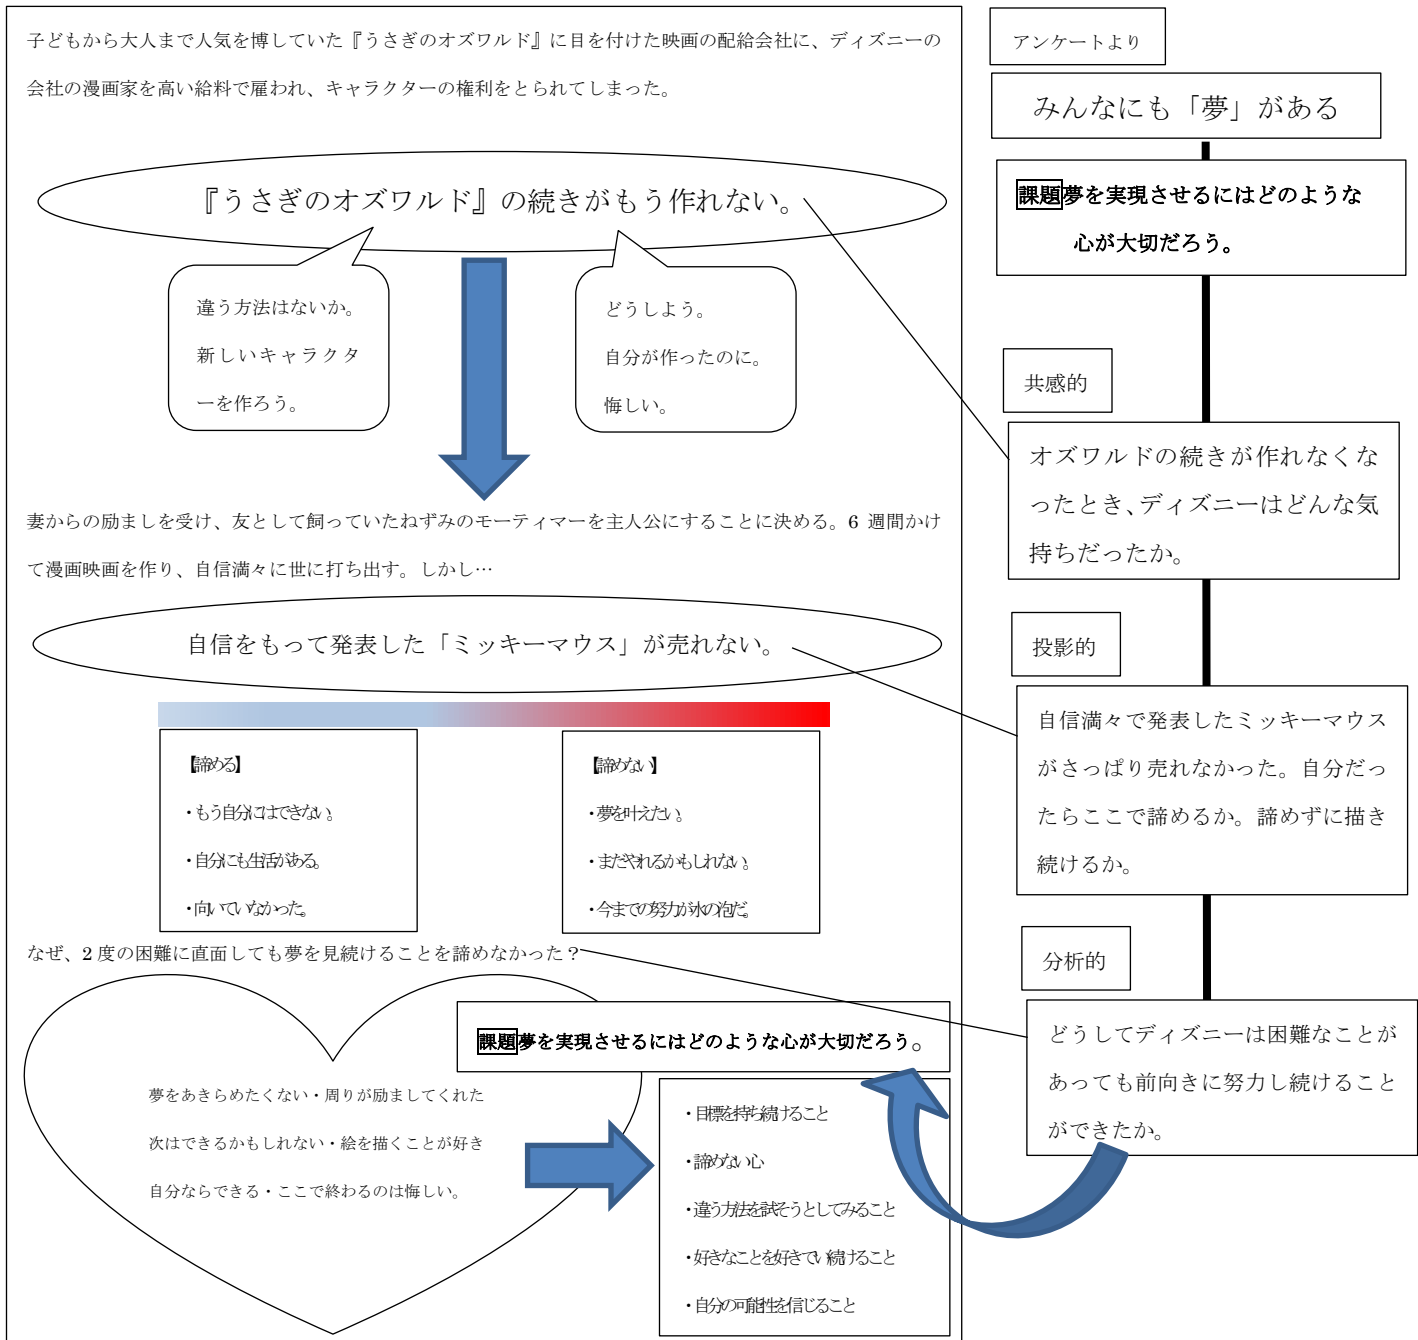 子どもから大人まで人気を博していた『うさぎのオズワルド』に目を付けた映画の配給会社に、ディズニーの
会社の漫画家を高い給料で雇われ、キャラクターの権利をとられてしまった。
『うさぎのオズワルド』の続きがもう作れない。
違う方法はないか。
新しいキャラクタ
ーを作ろう。
どうしよう。
自分が作ったのに。
悔しい。
妻からの励ましを受け、友として飼っていたねずみのモーティマーを主人公にすることに決める。6 週間かけ
て漫画映画を作り、自信満々に世に打ち出す。しかし…
自信をもって発表した「ミッキーマウス」が売れない。
【諦める】
・もう自分にはできない。
・自分にも生活がある。
・向いていなかった。
【諦めない】
・夢を叶えたい。
・まだやれるかもしれない。
・今までの努力が水の泡だ。
なぜ、2 度の困難に直面しても夢を見続けることを諦めなかった？
夢をあきらめたくない・周りが励ましてくれた
次はできるかもしれない・絵を描くことが好き
自分ならできる・ここで終わるのは悔しい。
課題夢を実現させるにはどのような心が大切だろう。
・目標を持ち続けること
・諦めない心
・違う方法を試そうとしてみること
・好きなことを好きでい続けること
・自分の可能性を信じること
アンケートより
みんなにも「夢」がある
課題夢を実現させるにはどのような
心が大切だろう。
共感的
オズワルドの続きが作れなくな
ったとき、ディズニーはどんな気
持ちだったか。
投影的
自信満々で発表したミッキーマウス
がさっぱり売れなかった。自分だっ
たらここで諦めるか。諦めずに描き
続けるか。
分析的
どうしてディズニーは困難なことが
あっても前向きに努力し続けること
ができたか。